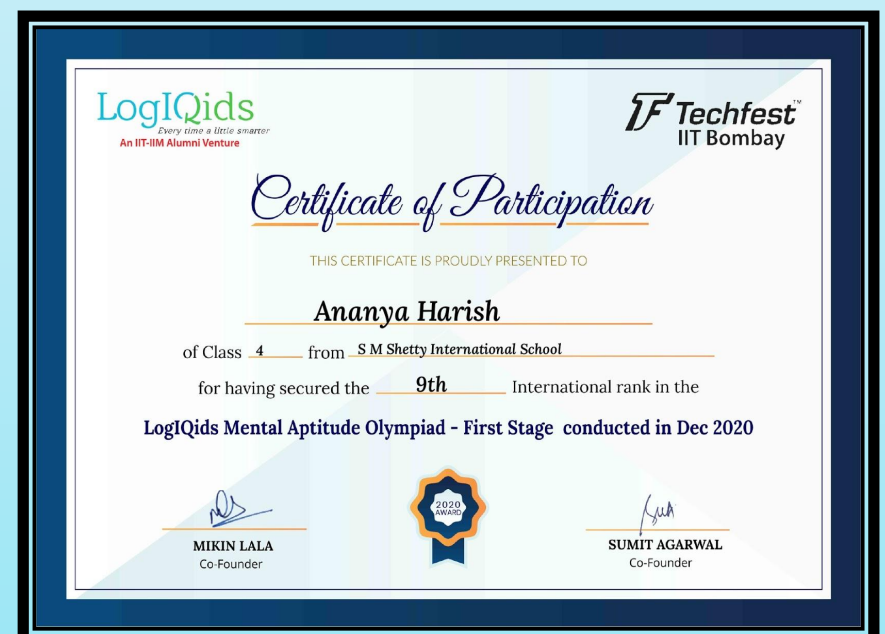 LogIQids
Every time a little smarter
An IIT-IIM Alumni Venture
Techfest™
IIT Bombay
Certificate of Participation
THIS CERTIFICATE IS PROUDLY PRESENTED TO
Ananya Harish
of Class 4 from S M Shetty International School
for having secured the 9th International rank in the
LogIQids Mental Aptitude Olympiad - First Stage conducted in Dec 2020
2020
AWARD
MIKIN LALA
Co-Founder
SUMIT AGARWAL
Co-Founder